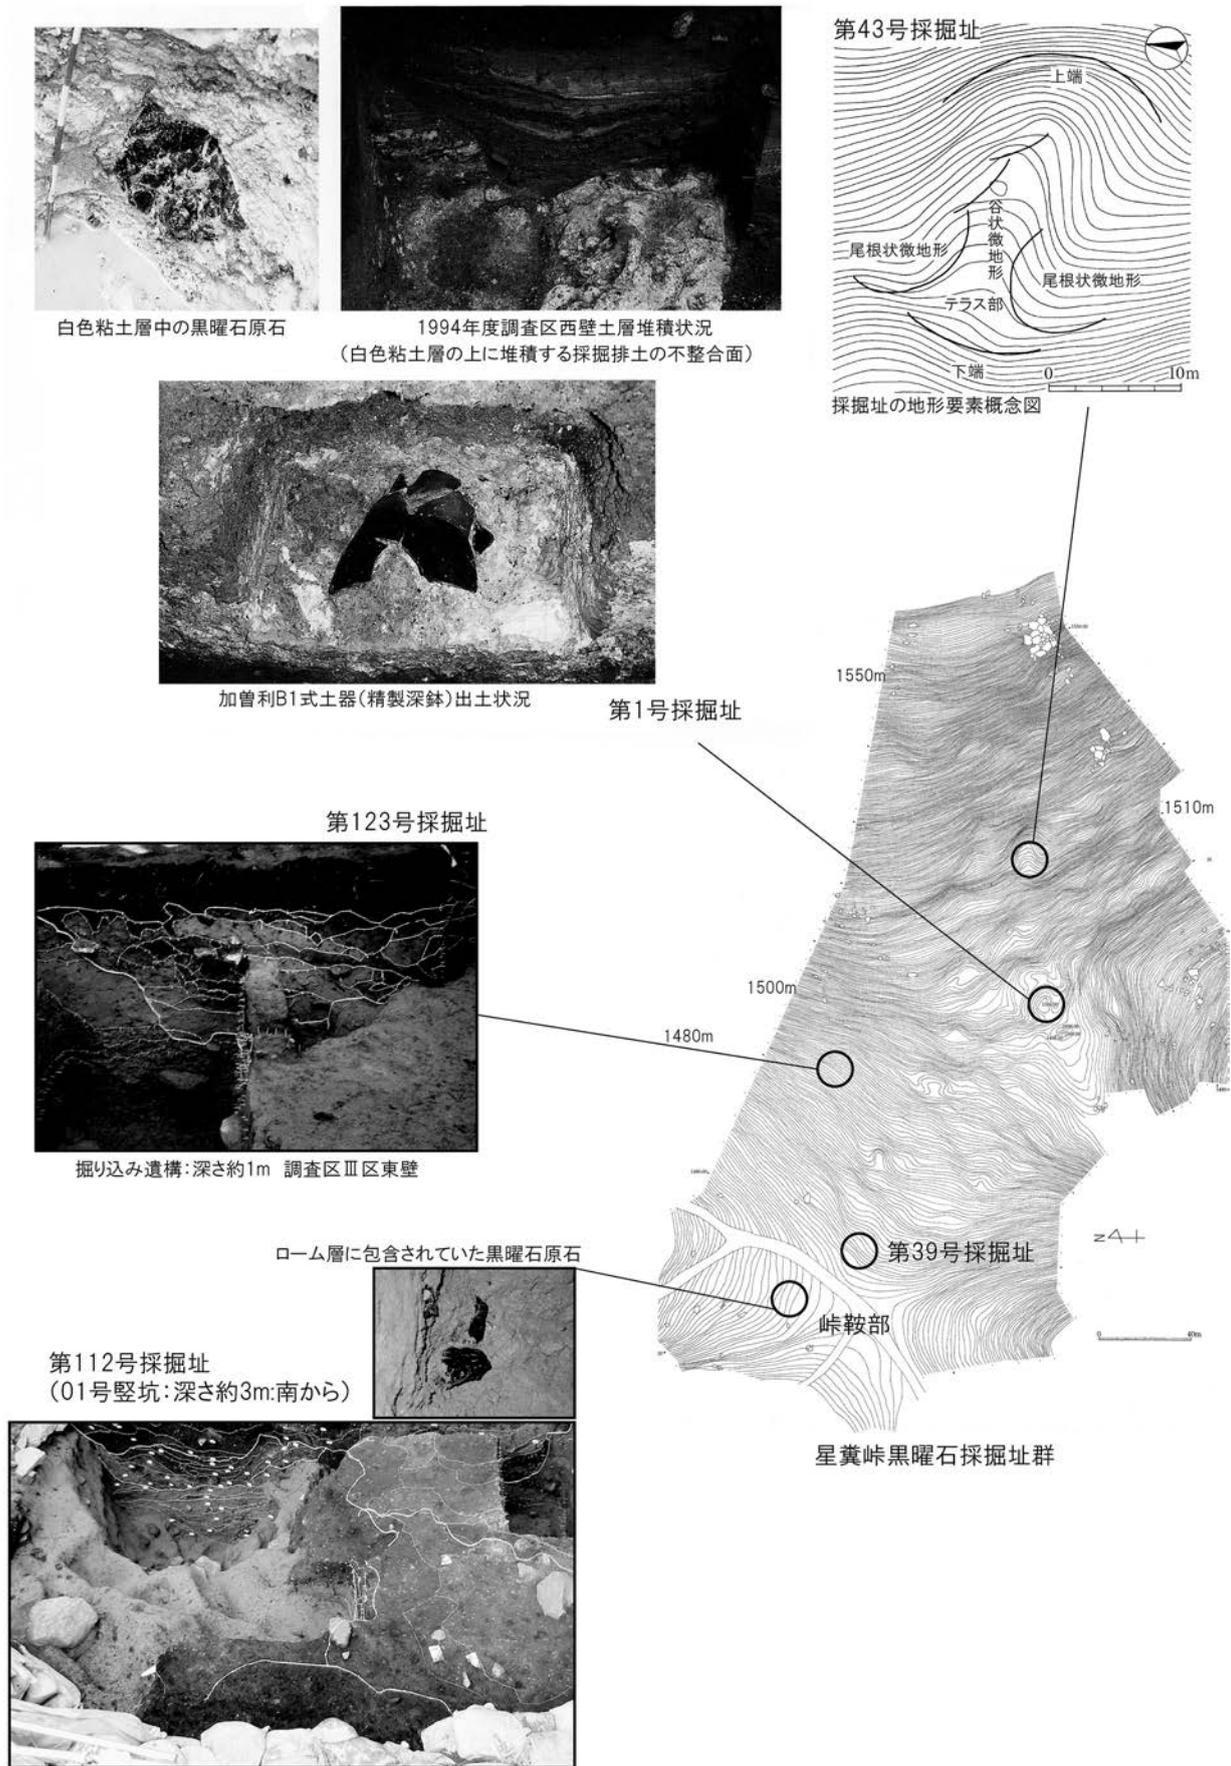 第43号採掘址
上端
谷状微地形
尾根状微地形
尾根状微地形
テラス部
下端
0 10m
採掘址の地形要素概念図
白色粘土層中の黒曜石原石
1994年度調査区西壁土層堆積状況
(白色粘土層の上に堆積する採掘排土の不整合面)
加曽利B1式土器(精製深鉢)出土状況
第1号採掘址
1550m
1510m
第123号採掘址
1500m
1480m
掘り込み遺構:深さ約1m 調査区Ⅲ区東壁
ローム層に包含されていた黒曜石原石
第39号採掘址
峠鞍部
N
0 40m
第112号採掘址
(01号竪坑:深さ約3m:南から)
星糞峠黒曜石採掘址群